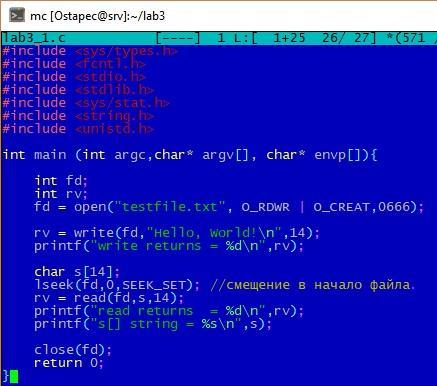 mc [Ostapec@srv]:~/lab3
lab3_1.c [----] 1 L:[ 1+25 26/ 27] *(571
#include <sys/types.h>
#include <fcntl.h>
#include <stdio.h>
#include <stdlib.h>
#include <sys/stat.h>
#include <string.h>
#include <unistd.h>
int main (int argc,char* argv[], char* envp[]){
int fd;
int rv;
fd = open("testfile.txt", O_RDWR | O_CREAT,0666);
rv = write(fd,"Hello, World!\n",14);
printf("write returns = %d\n",rv);
char s[14];
lseek(fd,0,SEEK_SET); //смещение в начало файла.
rv = read(fd,s,14);
printf("read returns  = %d\n",rv);
printf("s[] string = %s\n",s);
close(fd);
return 0;
}